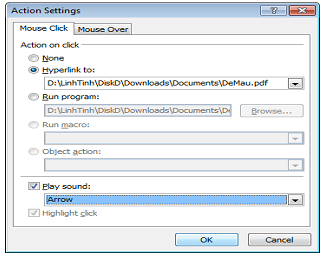 Action Settings
Mouse Click Mouse Over
Action on click
None
Hyperlink to:
D:\LinhTinh\DiskD\Downloads\Documents\DeMau.pdf
Run program:
D:\LinhTinh\DiskD\Downloads\Documents\De Browse...
Run macro:
Object action:
Play sound:
Arrow
Highlight click
OK Cancel